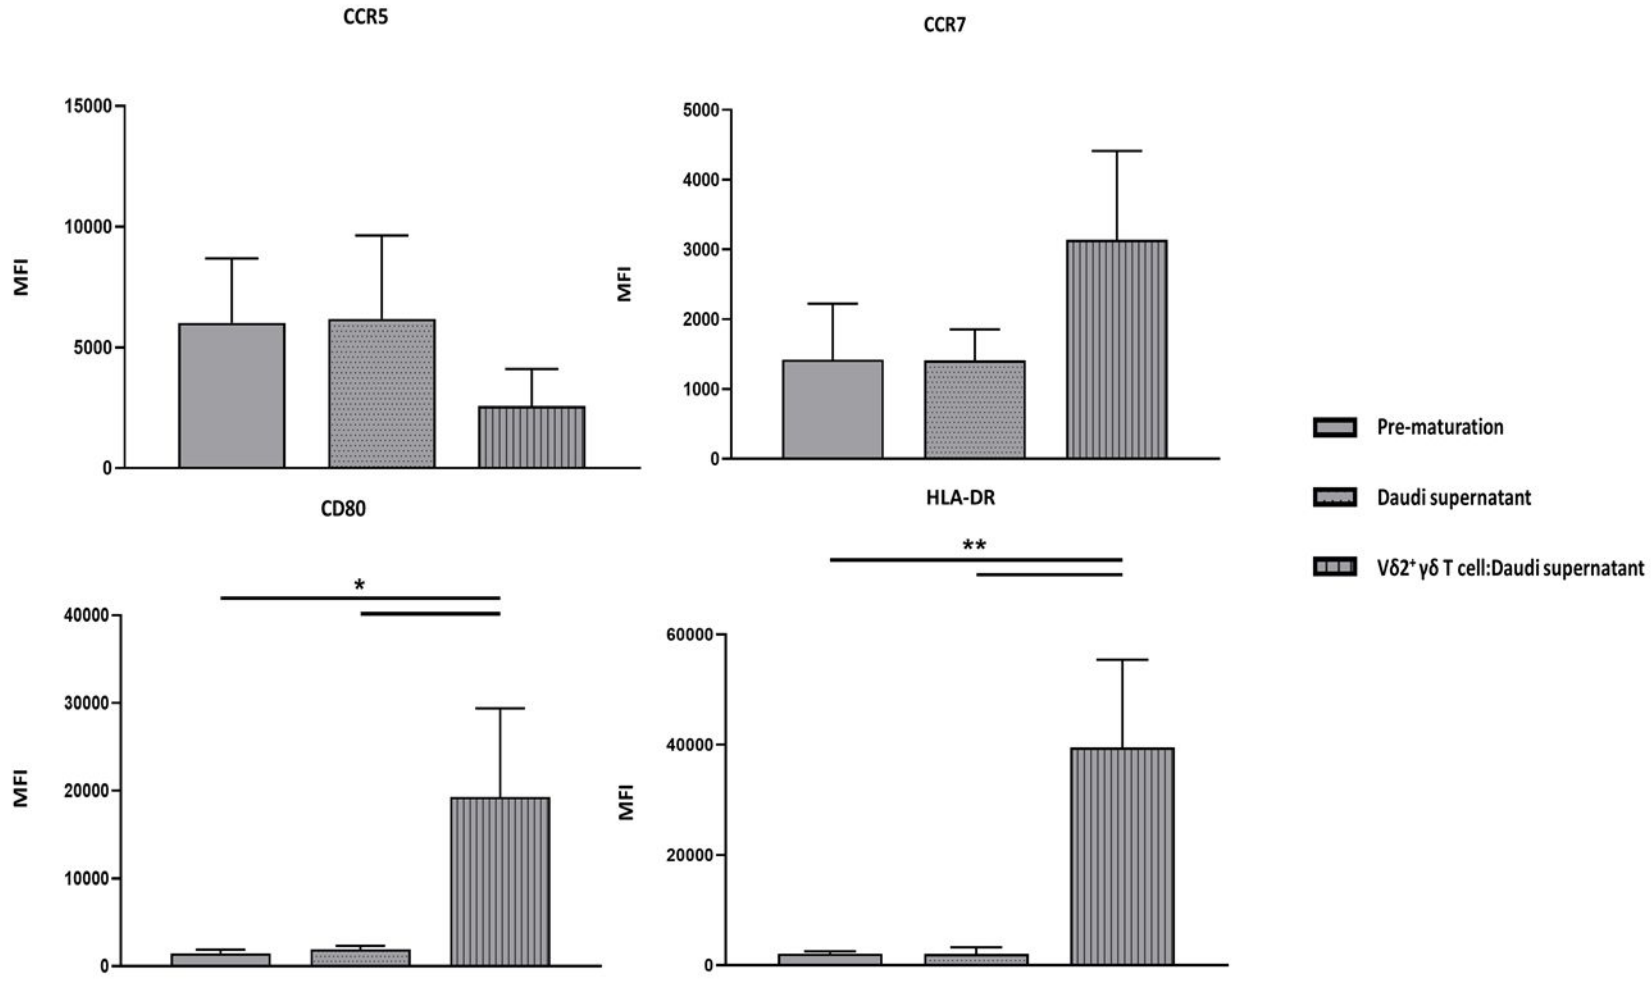 CCR5
MFI
15000
10000
5000
0
CCR7
MFI
5000
4000
3000
2000
1000
0
CD80
*
MFI
40000
30000
20000
10000
0
HLA-DR
**
MFI
60000
40000
20000
0
Pre-maturation
Daudi supernatant
Vδ2⁺ γδ T cell:Daudi supernatant